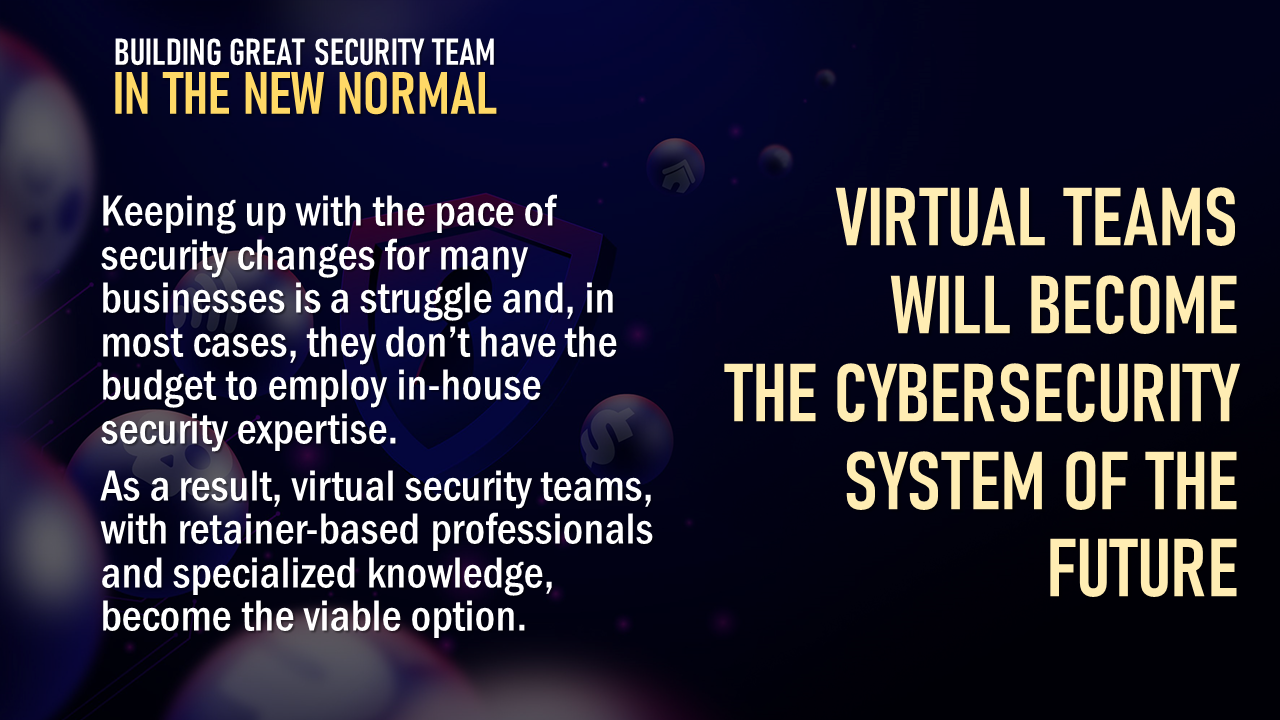 BUILDING GREAT SECURITY TEAM
IN THE NEW NORMAL
Keeping up with the pace of
security changes for many
businesses is a struggle and, in
most cases, they don’t have the
budget to employ in-house
security expertise.
As a result, virtual security teams,
with retainer-based professionals
and specialized knowledge,
become the viable option.
VIRTUAL TEAMS
WILL BECOME
THE CYBERSECURITY
SYSTEM OF THE
FUTURE